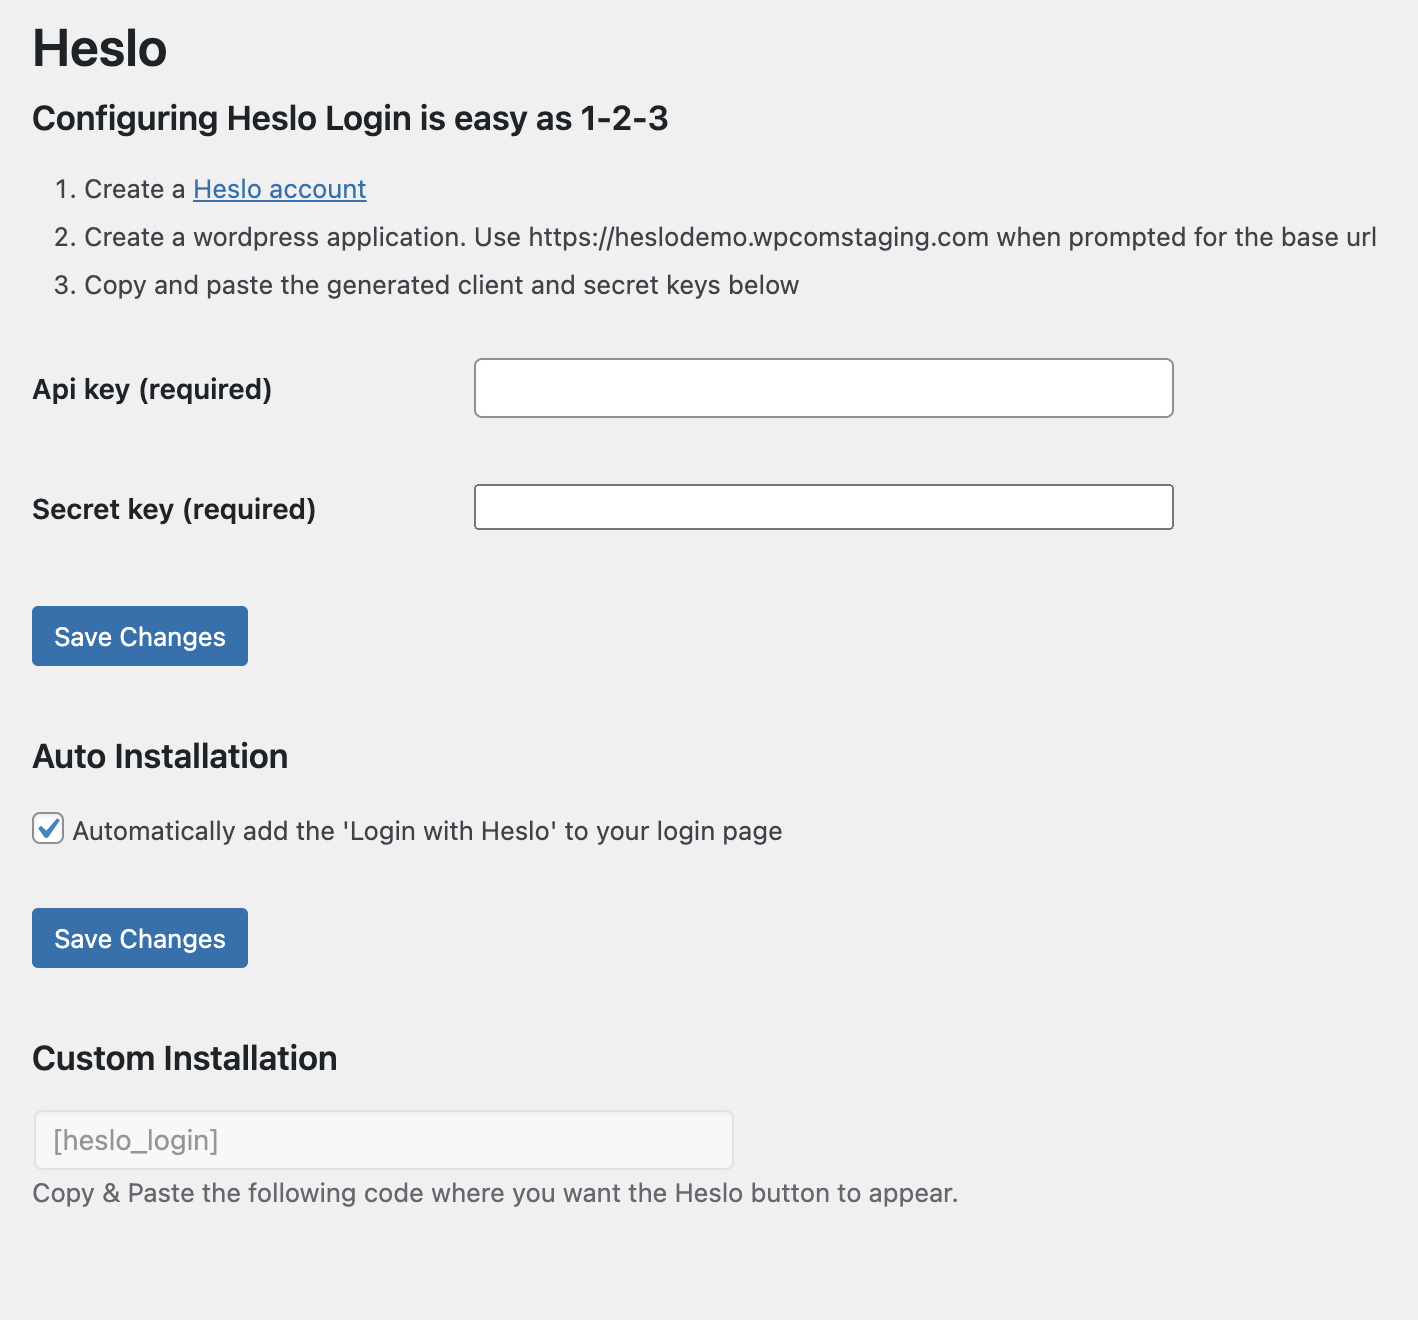 Heslo
Configuring Heslo Login is easy as 1-2-3
1. Create a Heslo account
2. Create a wordpress application. Use https://heslodemo.wpcomstaging.com when prompted for the base url
3. Copy and paste the generated client and secret keys below
Api key (required)
Secret key (required)
Save Changes
Auto Installation
Automatically add the 'Login with Heslo' to your login page
Save Changes
Custom Installation
[heslo_login]
Copy & Paste the following code where you want the Heslo button to appear.